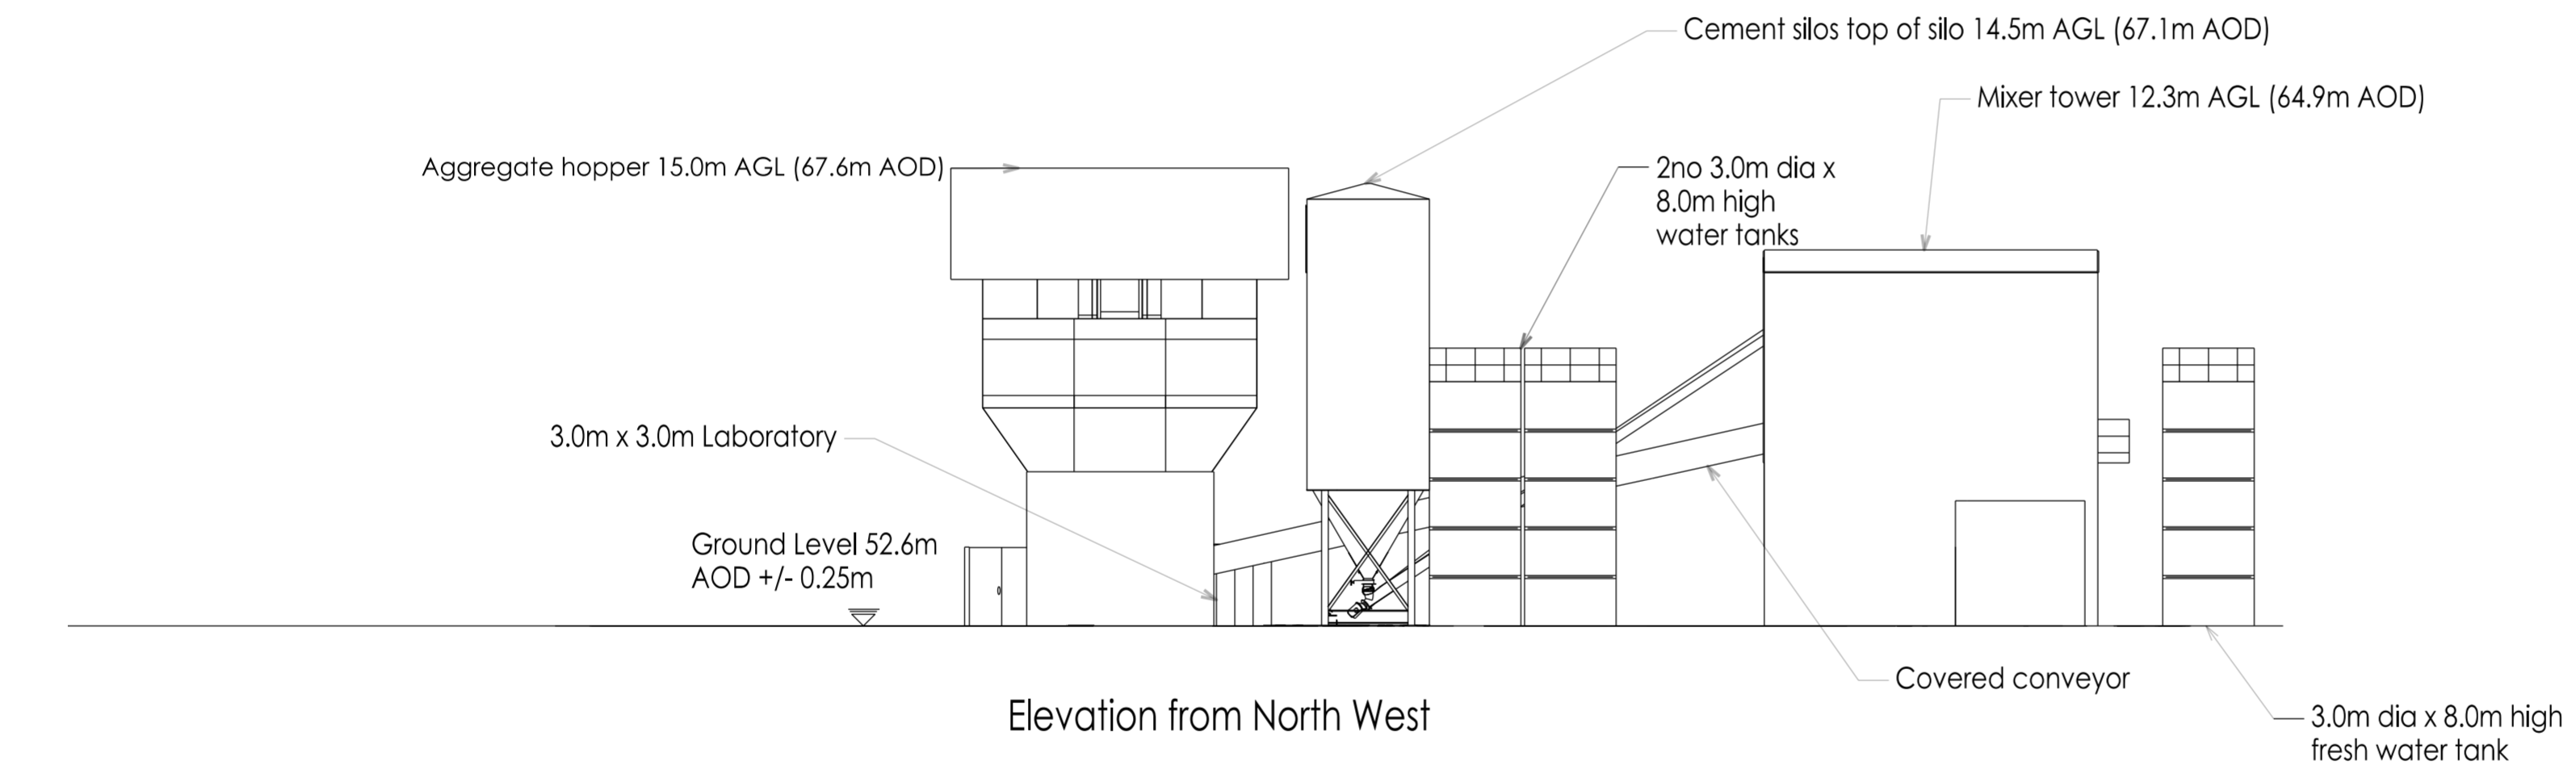 Cement silos top of silo 14.5m AGL (67.1m AOD)
Mixer tower 12.3m AGL (64.9m AOD)
Aggregate hopper 15.0m AGL (67.6m AOD)
2no 3.0m dia x
8.0m high
water tanks
3.0m x 3.0m Laboratory
Ground Level 52.6m
AOD +/- 0.25m
Covered conveyor
Elevation from North West
3.0m dia x 8.0m high
fresh water tank